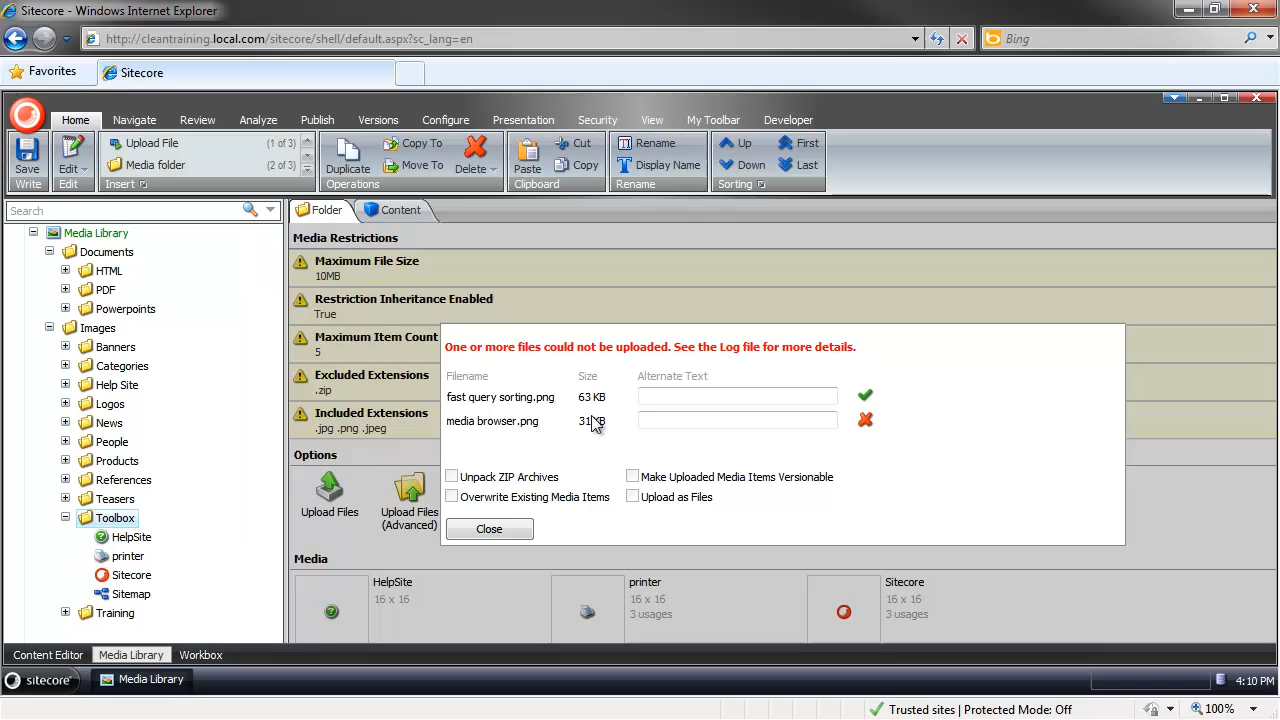 Sitecore - Windows Internet Explorer
http://cleantraining.local.com/sitecore/shell/default.aspx?sc_lang=en
Bing
Favorites
Sitecore
Home Navigate Review Analyze Publish Versions Configure Presentation Security View My Toolbar Developer
Save
Write
Edit
Edit
Upload File (1 of 3)
Media folder (2 of 3)
Insert
Duplicate
Copy To
Move To
Delete
Operations
Paste
Cut
Copy
Clipboard
Rename
Display Name
Rename
Up First
Down Last
Sorting
Search
Media Library
Documents
HTML
PDF
Powerpoints
Images
Banners
Categories
Help Site
Logos
News
People
Products
References
Teasers
Toolbox
HelpSite
printer
Sitecore
Sitemap
Training
Folder Content
Media Restrictions
Maximum File Size
10MB
Restriction Inheritance Enabled
True
Maximum Item Count
5
Excluded Extensions
.zip
Included Extensions
.jpg .png .jpeg
Options
Upload Files
Upload Files
(Advanced)
One or more files could not be uploaded. See the Log file for more details.
Filename Size Alternate Text
fast query sorting.png 63 KB
media browser.png 31 KB
Unpack ZIP Archives Make Uploaded Media Items Versionable
Overwrite Existing Media Items Upload as Files
Close
Media
HelpSite
16 x 16
printer
16 x 16
3 usages
Sitecore
16 x 16
3 usages
Content Editor Media Library Workbox
sitecore Media Library 4:10 PM
Trusted sites | Protected Mode: Off 100%